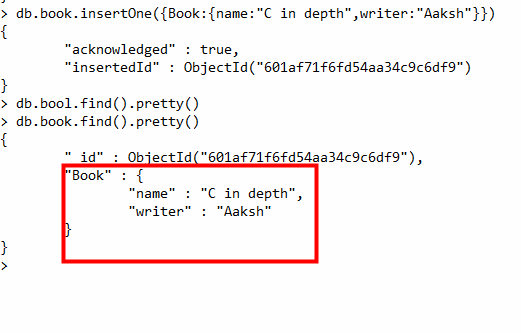 > db.book.insertOne({Book:{name:"C in depth",writer:"Aaksh"}})
{
"acknowledged" : true,
"insertedId" : ObjectId("601af71f6fd54aa34c9c6df9")
}
> db.bool.find().pretty()
> db.book.find().pretty()
{
"_id" : ObjectId("601af71f6fd54aa34c9c6df9"),
"Book" : {
"name" : "C in depth",
"writer" : "Aaksh"
}
}
>